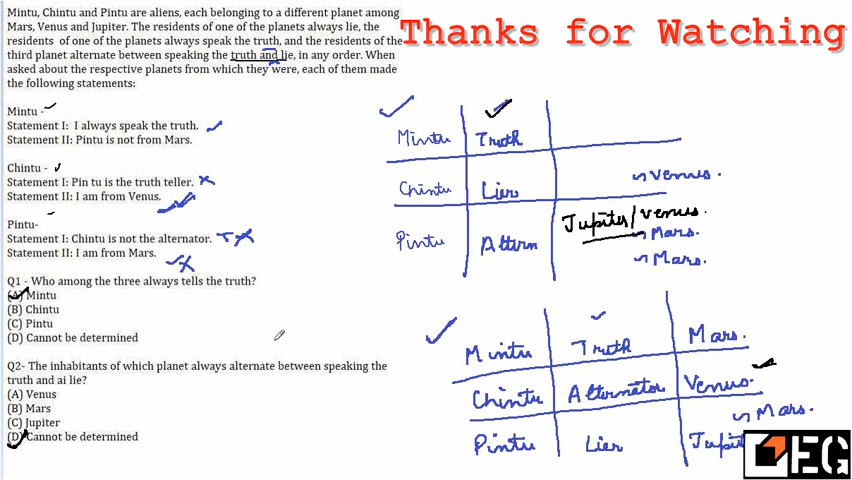 Mintu, Chintu and Pintu are aliens, each belonging to a different planet among
Mars, Venus and Jupiter. The residents of one of the planets always lie, the
residents of one of the planets always speak the truth, and the residents of the
third planet alternate between speaking the truth and lie, in any order. When
asked about the respective planets from which they were, each of them made
the following statements:
Mintu -
Statement I: I always speak the truth.
Statement II: Pintu is not from Mars.
Chintu -
Statement I: Pin tu is the truth teller.
Statement II: I am from Venus.
Pintu-
Statement I: Chintu is not the alternator.
Statement II: I am from Mars.
Q1 - Who among the three always tells the truth?
(A) Mintu
(B) Chintu
(C) Pintu
(D) Cannot be determined
Q2- The inhabitants of which planet always alternate between speaking the
truth and ai lie?
(A) Venus
(B) Mars
(C) Jupiter
(D) Cannot be determined
Thanks for Watching
Mintu Truth
Chintu Lier ~ Venus.
Pintu Altern Jupiter/Venus.
~ Mars.
~ Mars.
Mintu Truth Mars.
Chintu Alternator Venus.
~ Mars.
Pintu Lier Jupit
EG